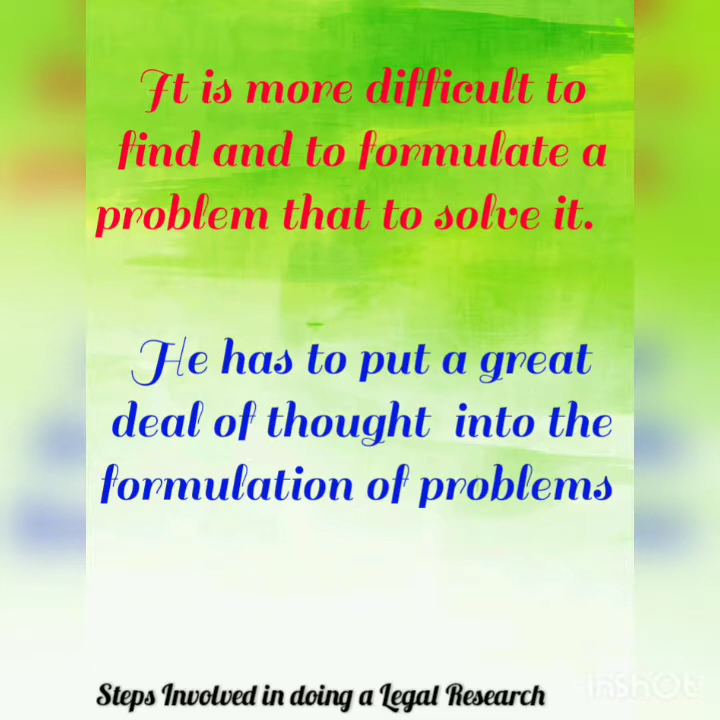 It is more difficult to
find and to formulate a
problem that to solve it.
He has to put a great
deal of thought into the
formulation of problems
Steps Involved in doing a Legal Research
InShOt